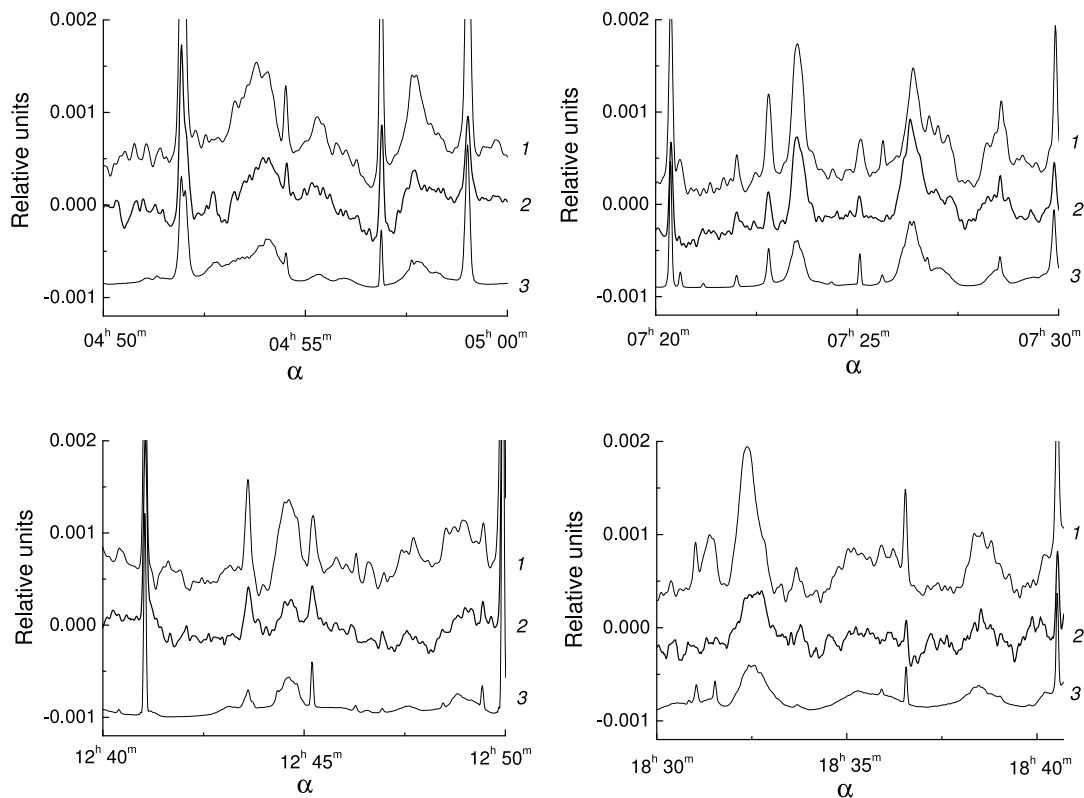 0.002
0.001
0.000
-0.001
Relative units
1
2
3
04ʰ 50ᵐ
04ʰ 55ᵐ
05ʰ 00ᵐ
α
0.002
0.001
0.000
-0.001
Relative units
1
2
3
07ʰ 20ᵐ
07ʰ 25ᵐ
07ʰ 30ᵐ
α
0.002
0.001
0.000
-0.001
Relative units
1
2
3
12ʰ 40ᵐ
12ʰ 45ᵐ
12ʰ 50ᵐ
α
0.002
0.001
0.000
-0.001
Relative units
1
2
3
18ʰ 30ᵐ
18ʰ 35ᵐ
18ʰ 40ᵐ
α